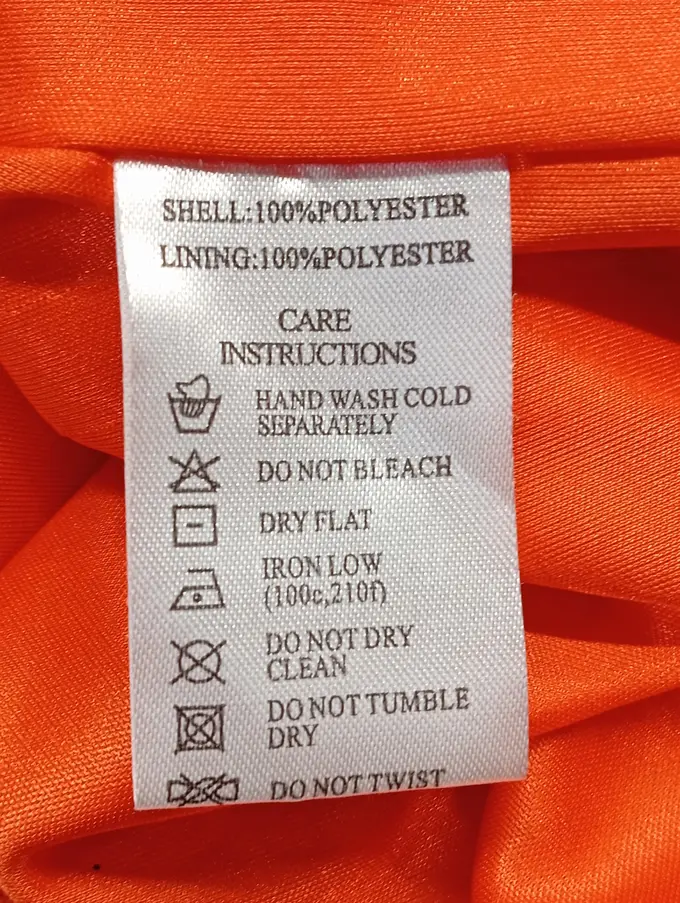 SHELL:100%POLYESTER
LINING:100%POLYESTER
CARE
INSTRUCTIONS
HAND WASH COLD
SEPARATELY
DO NOT BLEACH
DRY FLAT
IRON LOW
(100c,210f)
DO NOT DRY
CLEAN
DO NOT TUMBLE
DRY
DO NOT TWIST